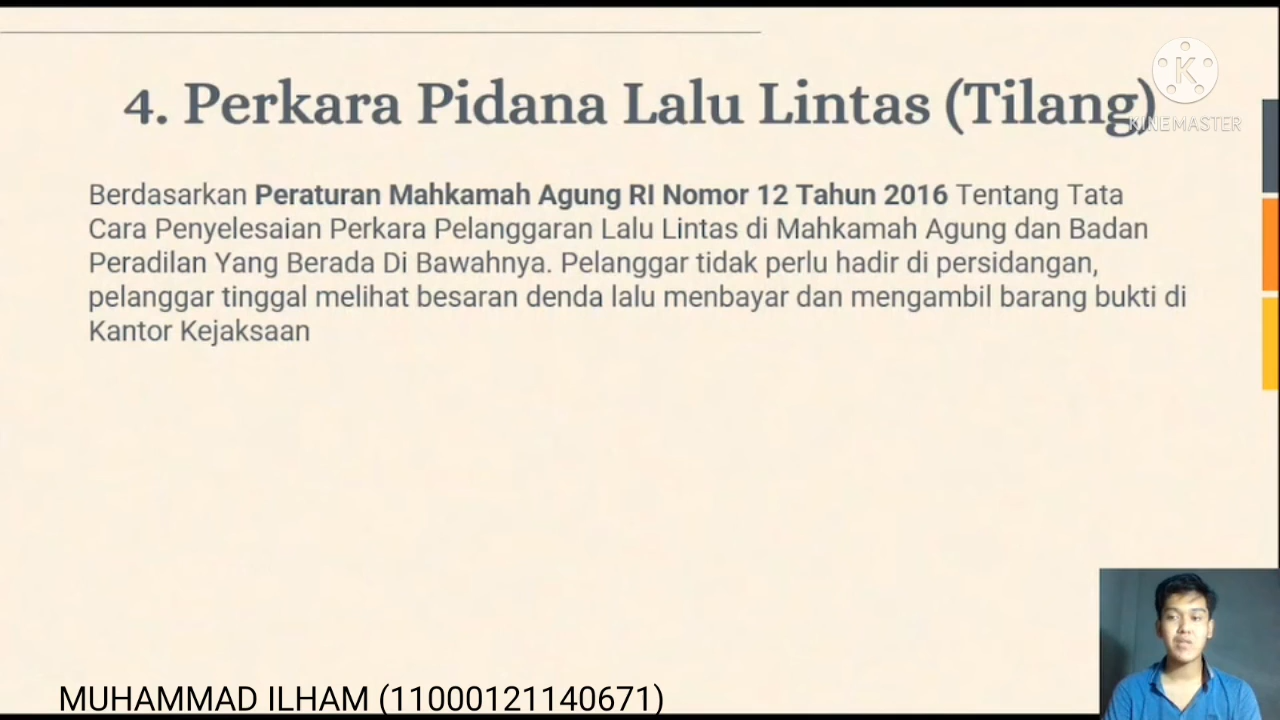 4. Perkara Pidana Lalu Lintas (Tilang)
K
KINEMASTER
Berdasarkan Peraturan Mahkamah Agung RI Nomor 12 Tahun 2016 Tentang Tata
Cara Penyelesaian Perkara Pelanggaran Lalu Lintas di Mahkamah Agung dan Badan
Peradilan Yang Berada Di Bawahnya. Pelanggar tidak perlu hadir di persidangan,
pelanggar tinggal melihat besaran denda lalu menbayar dan mengambil barang bukti di
Kantor Kejaksaan
MUHAMMAD ILHAM (11000121140671)